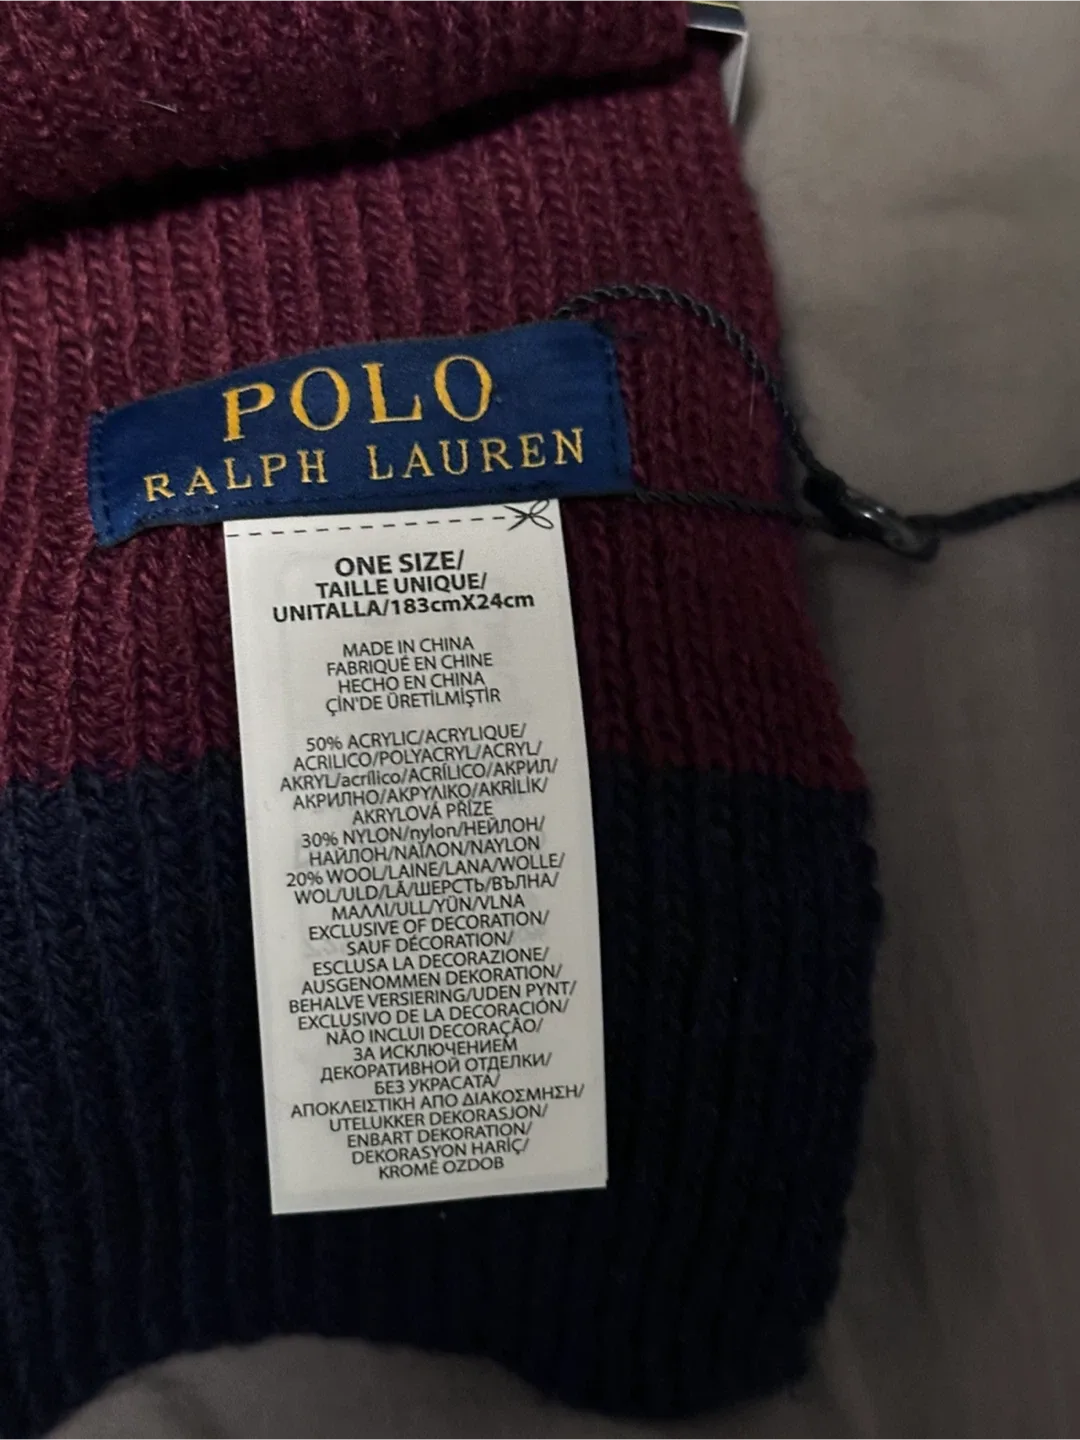 POLO
RALPH LAUREN
ONE SIZE/
TAILLE UNIQUE/
UNITALLA/183cmX24cm
MADE IN CHINA
FABRIQUÉ EN CHINE
HECHO EN CHINA
ÇİN'DE ÜRETİLMİŞTİR
50% ACRYLIC/ACRYLIQUE/
ACRILICO/POLYACRYL/ACRYL/
AKRYL/acrílico/ACRÍLICO/АКРИЛ/
АКРИЛНО/ΑΚΡΥΛΙΚΟ/AKRİLİK/
AKRYLOVÁ PŘÍZE
30% NYLON/nylon/НЕЙЛОН/
НАЙЛОН/ΝΑΪΛΟΝ/NAYLON
20% WOOL/LAINE/LANA/WOLLE/
WOL/ULD/LÃ/ШЕРСТЬ/ВЪЛНА/
ΜΑΛΛΙ/ULL/YÜN/VLNA
EXCLUSIVE OF DECORATION/
SAUF DÉCORATION/
ESCLUSA LA DECORAZIONE/
AUSGENOMMEN DEKORATION/
BEHALVE VERSIERING/UDEN PYNT/
EXCLUSIVO DE LA DECORACIÓN/
NÃO INCLUI DECORAÇÃO/
ЗА ИСКЛЮЧЕНИЕМ
ДЕКОРАТИВНОЙ ОТДЕЛКИ/
БЕЗ УКРАСАТА/
ΑΠΟΚΛΕΙΣΤΙΚΗ ΑΠΟ ΔΙΑΚΟΣΜΗΣΗ/
UTELUKKER DEKORASJON/
ENBART DEKORATION/
DEKORASYON HARİÇ/
KROMĚ OZDOB